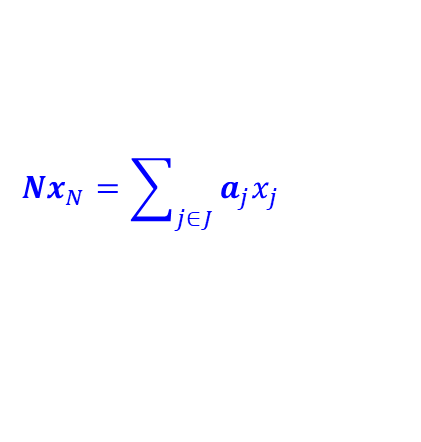 𝑵𝒙_N = ∑_{j∈J} 𝒂_j x_j